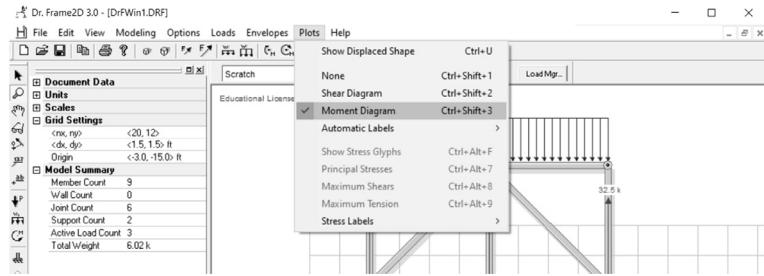 Dr. Frame2D 3.0 - [DrFWin1.DRF]
File Edit View Modeling Options Loads Envelopes Plots Help
Scratch
Load Mgr...
Educational License
Show Displaced Shape Ctrl+U
None Ctrl+Shift+1
Shear Diagram Ctrl+Shift+2
Moment Diagram Ctrl+Shift+3
Automatic Labels
Show Stress Glyphs Ctrl+Alt+F
Principal Stresses Ctrl+Alt+7
Maximum Shears Ctrl+Alt+8
Maximum Tension Ctrl+Alt+9
Stress Labels
Document Data
Units
Scales
Grid Settings
<nx, ny> <20, 12>
<dx, dy> <1.5, 1.5> ft
Origin <-3.0, -15.0> ft
Model Summary
Member Count 9
Wall Count 0
Joint Count 6
Support Count 2
Active Load Count 3
Total Weight 6.02 k
32.5 k